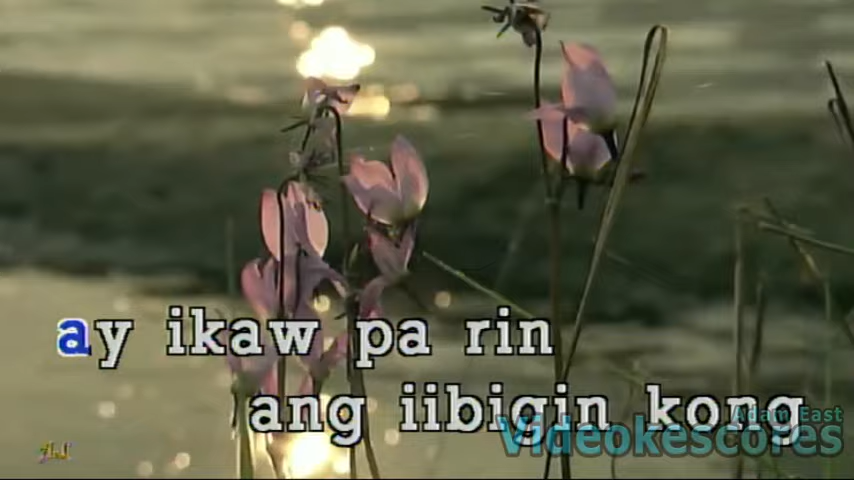 ay ikaw pa rin
ang iibigin kong
Adam East
Videokescores